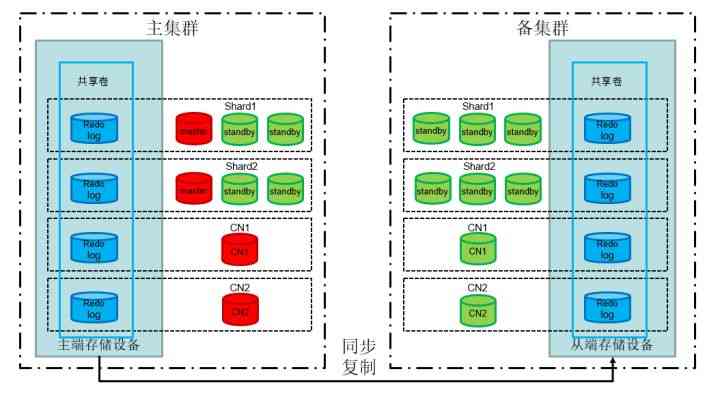 主集群
备集群
共享卷
共享卷
Shard1
Redo
log
master
standby
standby
Shard1
standby
standby
standby
Redo
log
Shard2
Redo
log
master
standby
standby
Shard2
standby
standby
standby
Redo
log
CN1
Redo
log
CN1
CN1
CN1
Redo
log
CN2
Redo
log
CN2
CN2
CN2
Redo
log
主端存储设备
从端存储设备
同步
复制